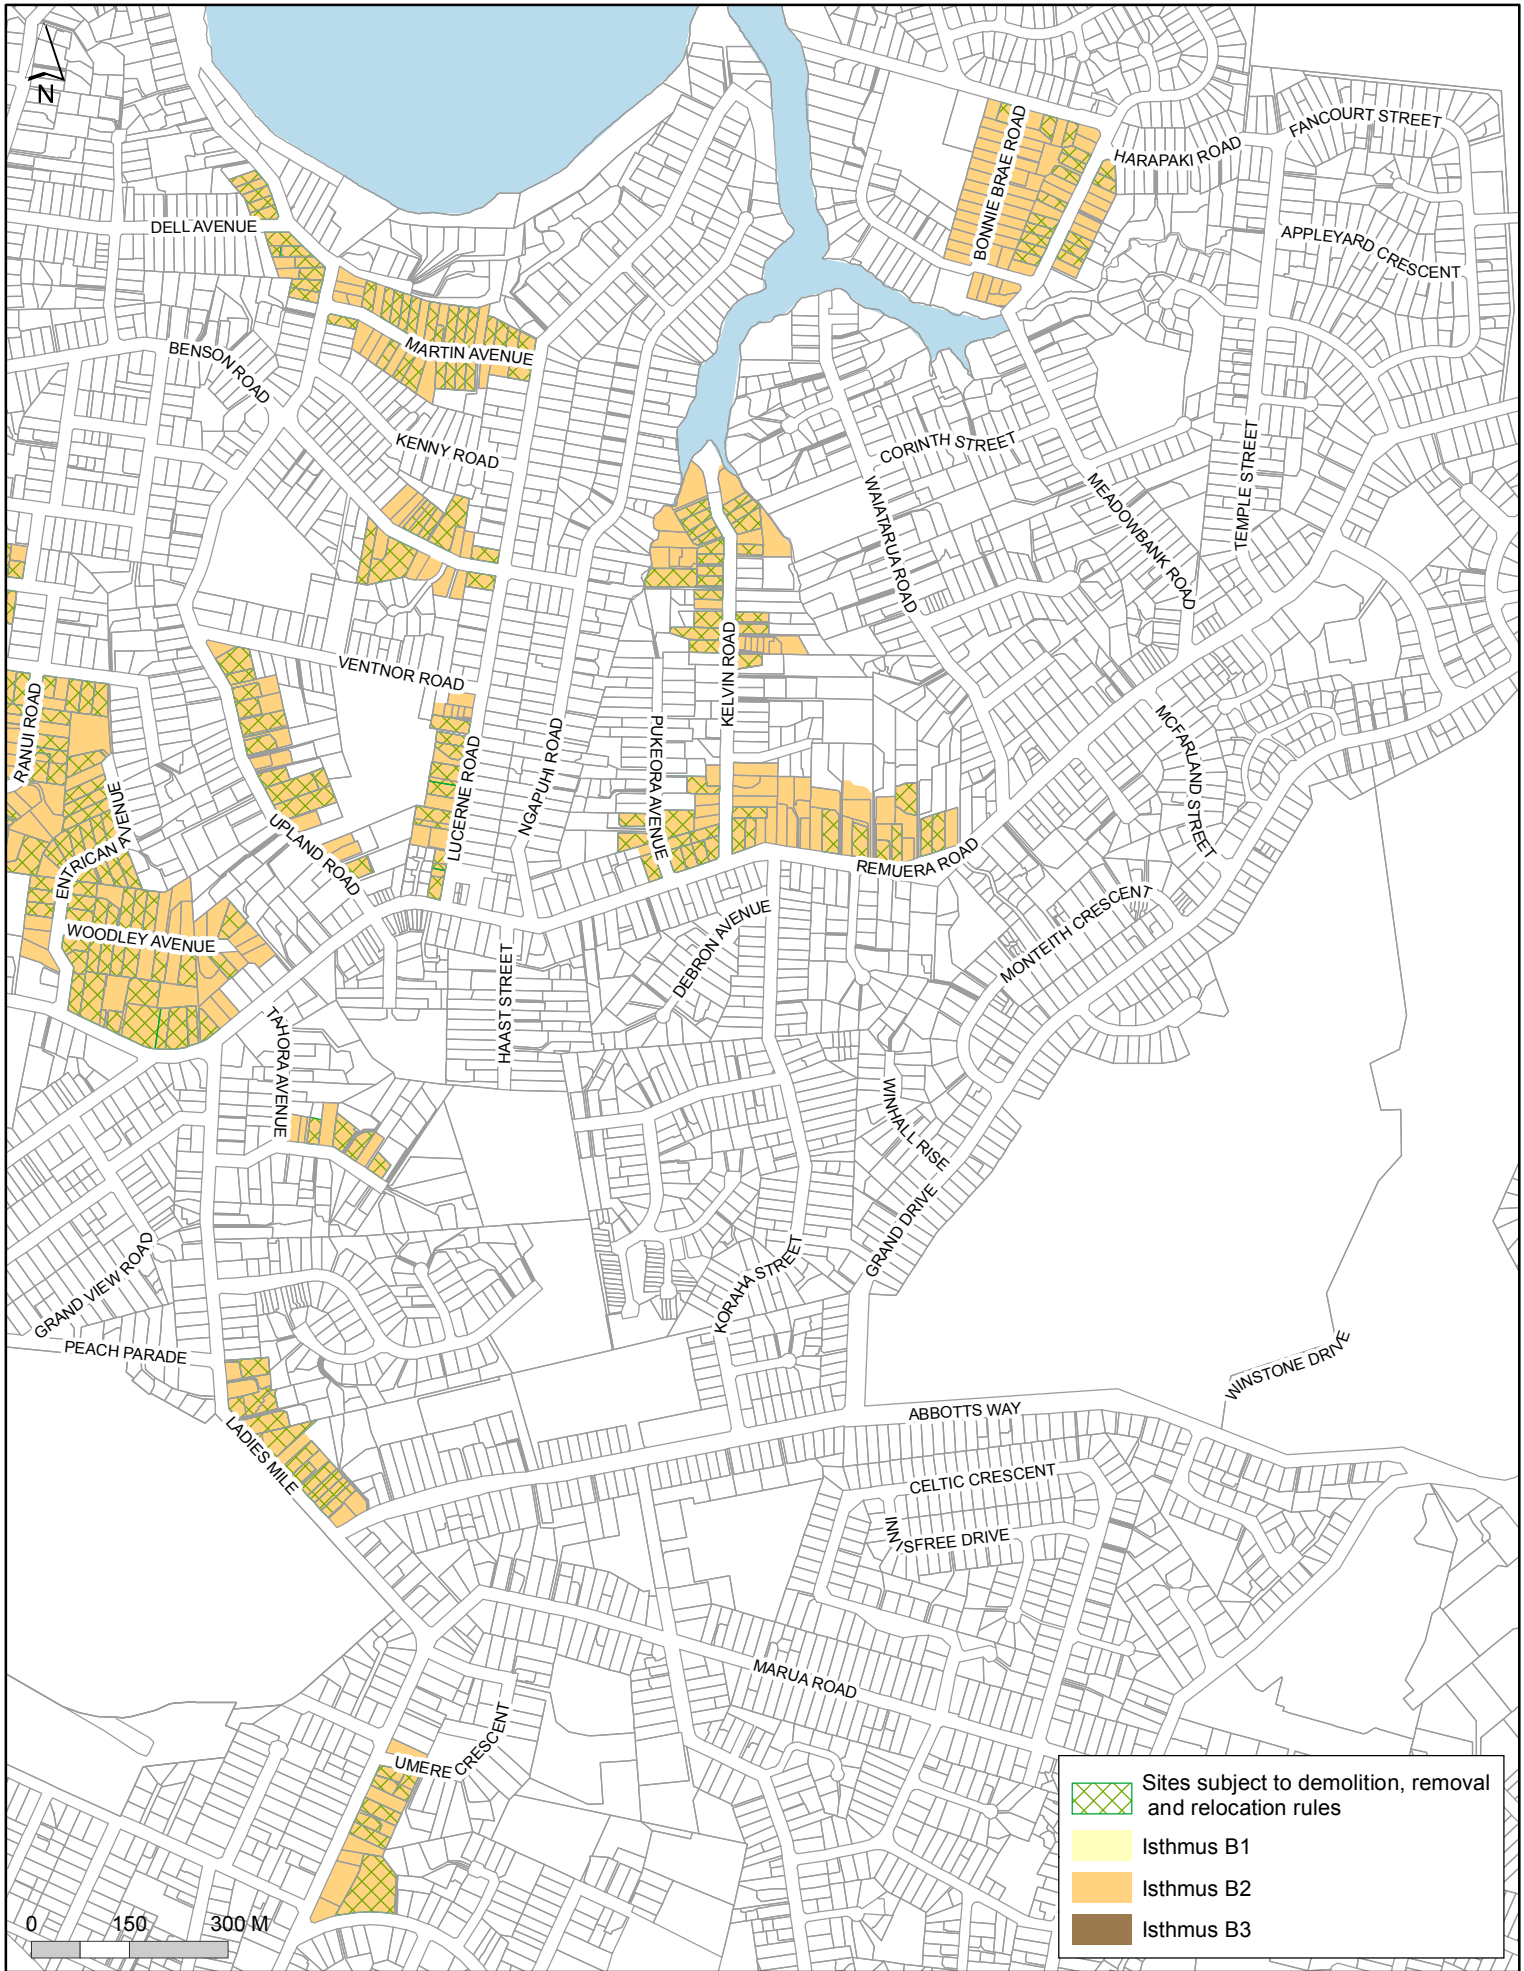 N
BONNIE BRAE ROAD
HARAPAKI ROAD
FANCOURT STREET
DELL AVENUE
APPLEYARD CRESCENT
MARTIN AVENUE
BENSON ROAD
KENNY ROAD
CORINTH STREET
WAIATARUA ROAD
MEADOWBANK ROAD
TEMPLE STREET
VENTNOR ROAD
KELVIN ROAD
RANUI ROAD
PUKEORA AVENUE
NGAPUHI ROAD
LUCERNE ROAD
MCFARLAND STREET
ENTRICAN AVENUE
UPLAND ROAD
REMUERA ROAD
WOODLEY AVENUE
DEBRON AVENUE
MONTEITH CRESCENT
HAAST STREET
TAHORA AVENUE
WINHALL RISE
GRAND DRIVE
GRAND VIEW ROAD
KORAHA STREET
PEACH PARADE
WINSTONE DRIVE
LADIES MILE
ABBOTTS WAY
CELTIC CRESCENT
INNISFREE DRIVE
MARUA ROAD
UMERE CRESCENT
Sites subject to demolition, removal
and relocation rules
Isthmus B1
Isthmus B2
Isthmus B3
0 150 300 M